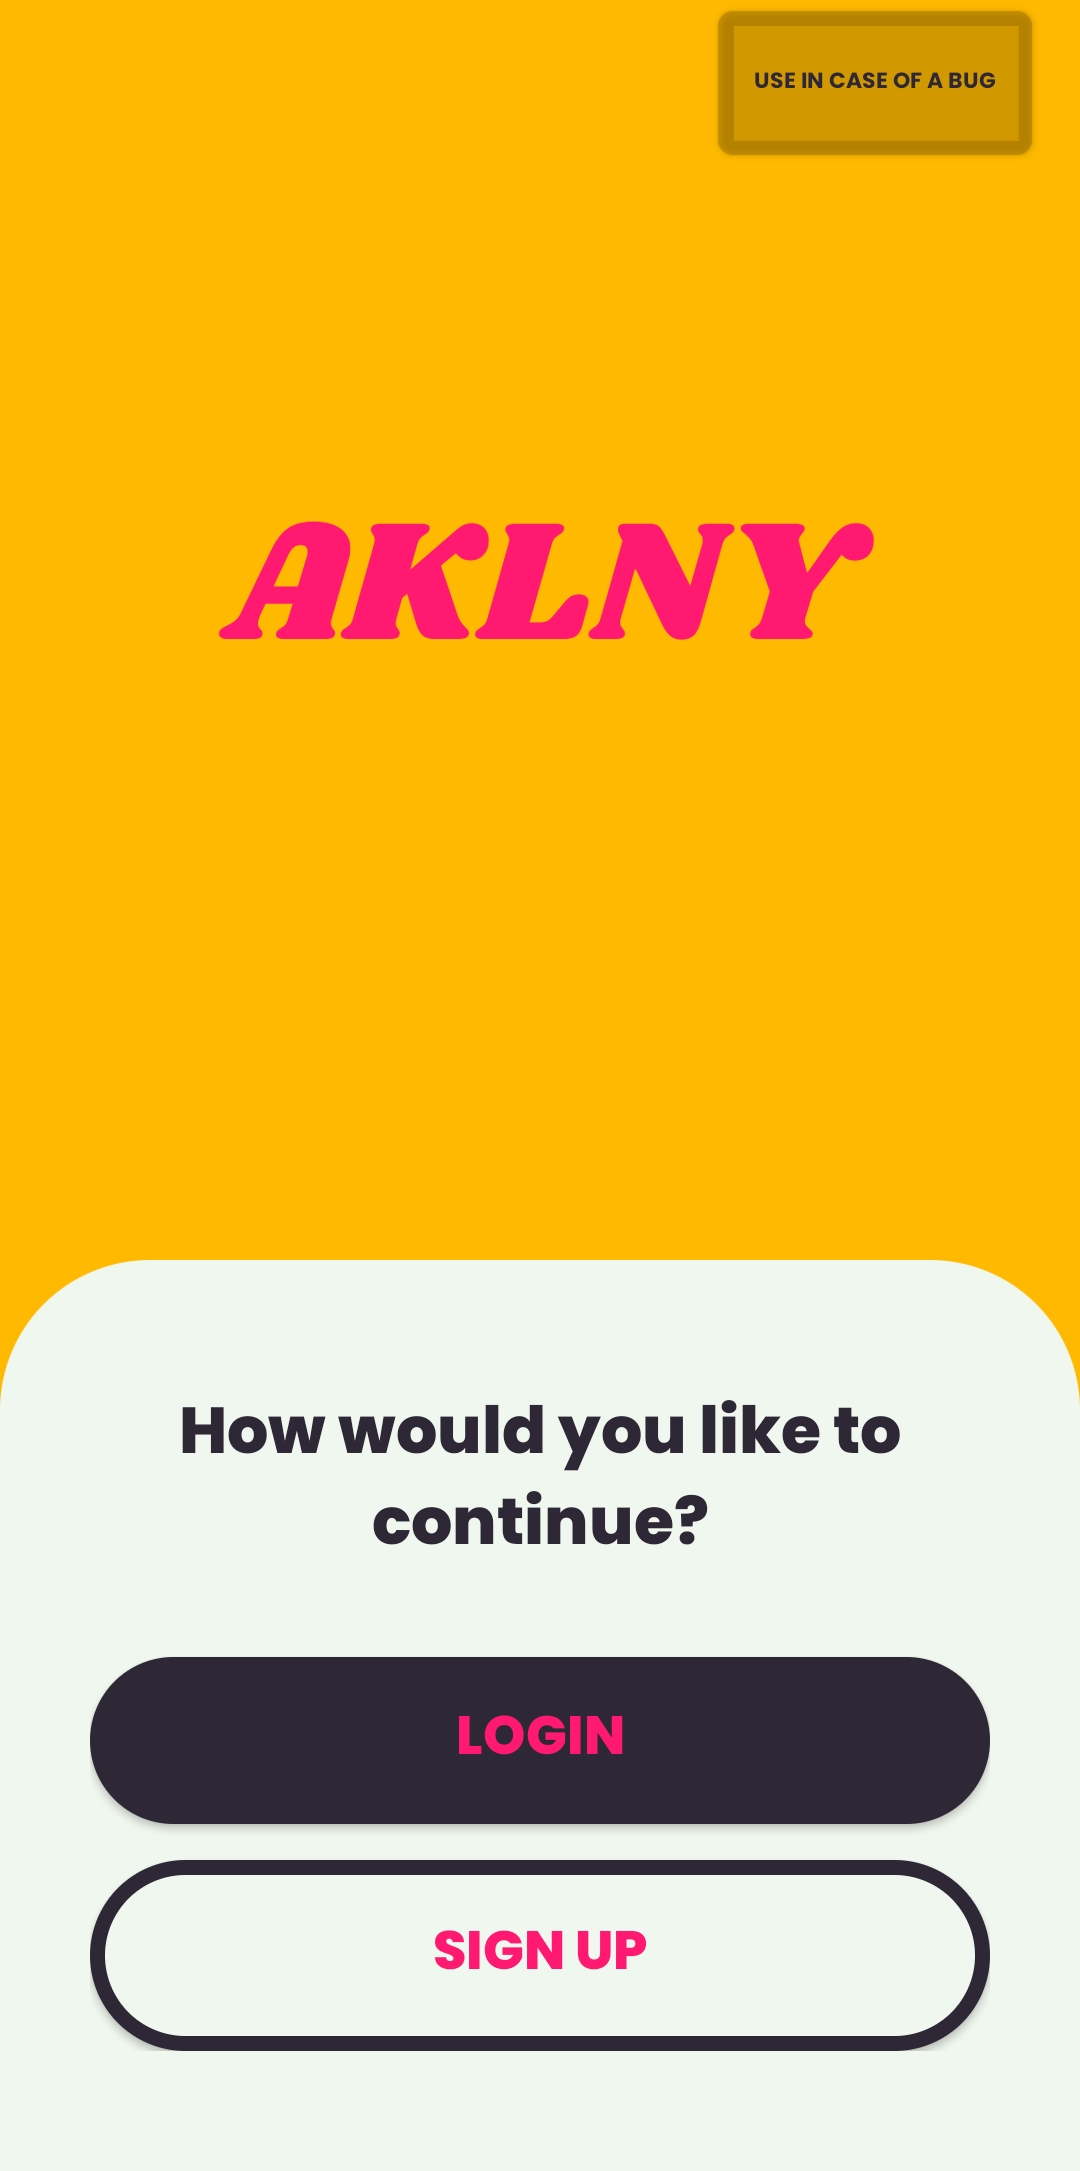 USE IN CASE OF A BUG
AKLNY
How would you like to
continue?
LOGIN
SIGN UP